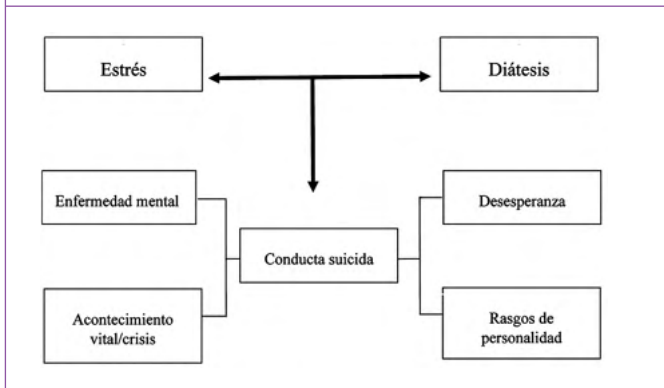 Estrés
Diátesis
Enfermedad mental
Desesperanza
Conducta suicida
Acontecimiento
vital/crisis
Rasgos de
personalidad